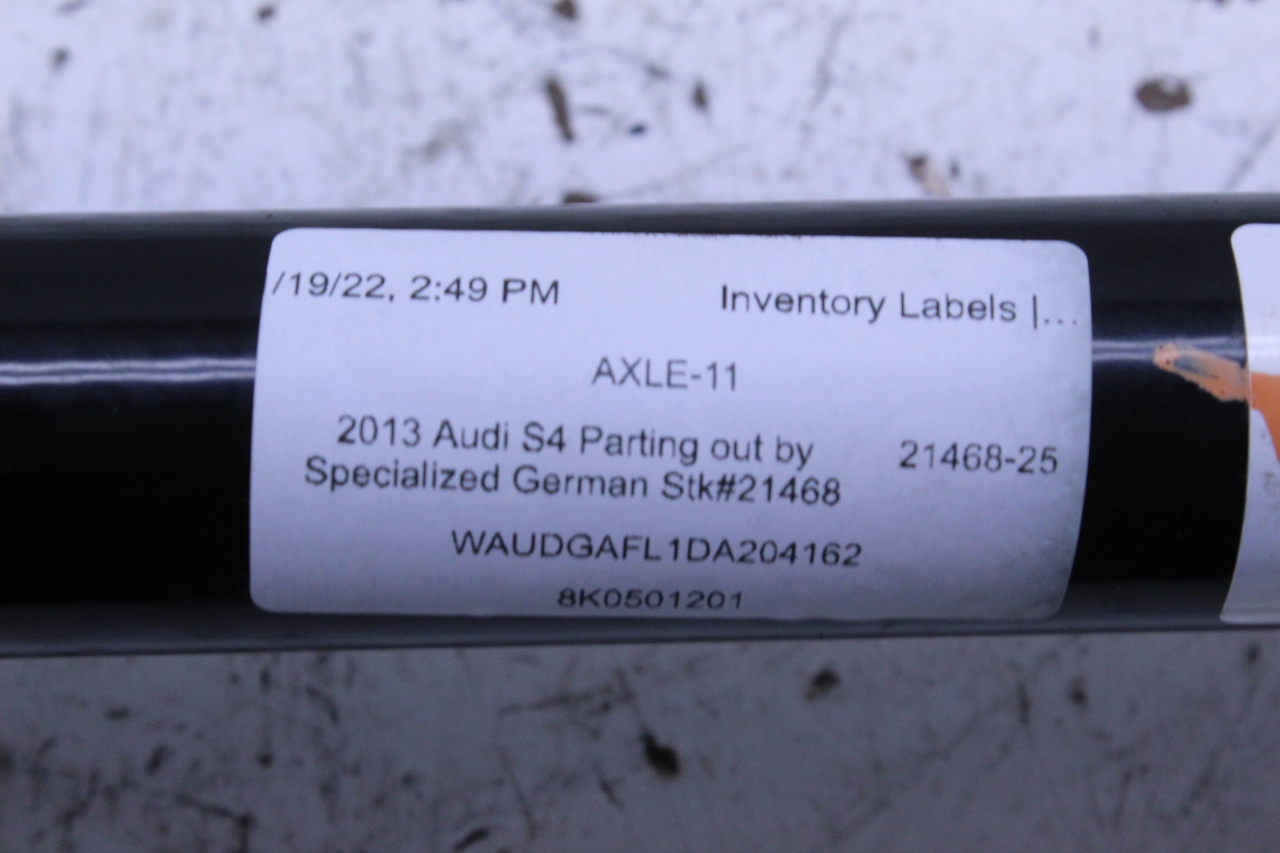 /19/22, 2:49 PM Inventory Labels |...
AXLE-11
2013 Audi S4 Parting out by 21468-25
Specialized German Stk#21468
WAUDGAFL1DA204162
8K0501201